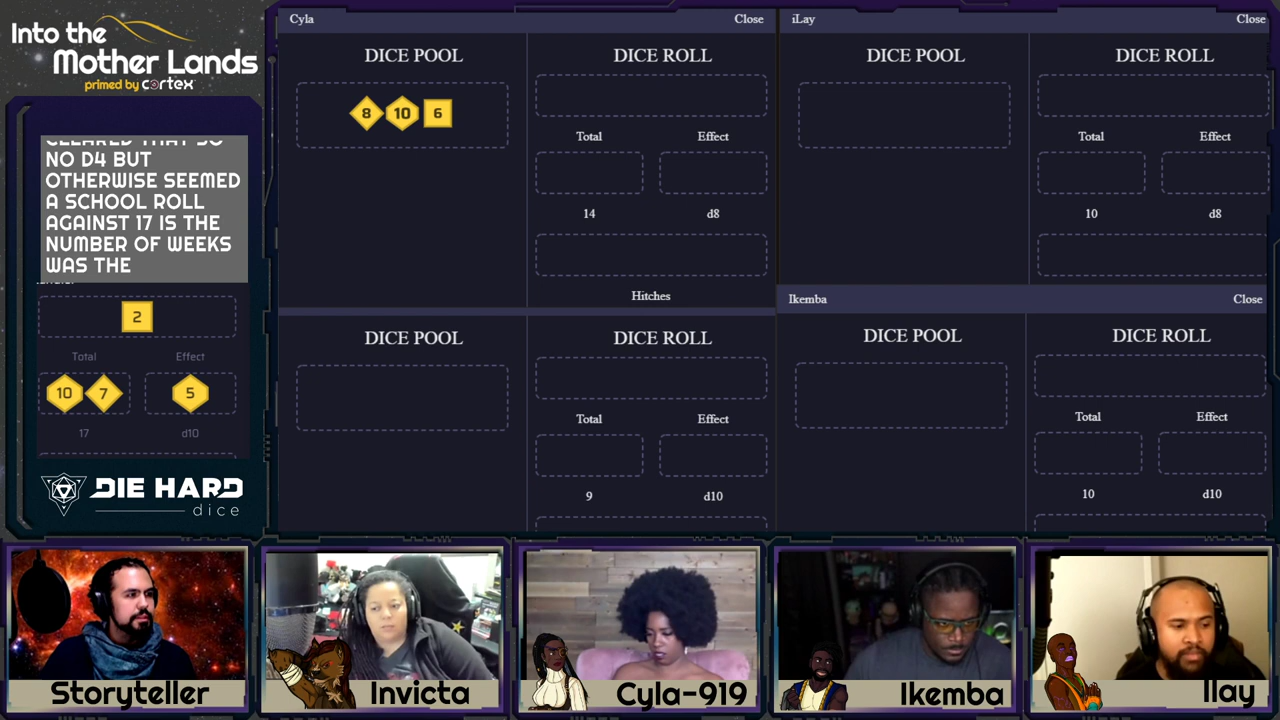 Into the
Mother Lands
primed by cortex
CLEARED THAT SO
NO D4 BUT
OTHERWISE SEEMED
A SCHOOL ROLL
AGAINST 17 IS THE
NUMBER OF WEEKS
WAS THE
2
Total
Effect
10
7
5
17
d10
DIE HARD
dice
Cyla
Close
DICE POOL
DICE ROLL
8
10
6
Total
Effect
14
d8
Hitches
iLay
Close
DICE POOL
DICE ROLL
Total
Effect
10
d8
DICE POOL
DICE ROLL
Total
Effect
9
d10
Ikemba
Close
DICE POOL
DICE ROLL
Total
Effect
10
d10
Storyteller
Invicta
Cyla-919
Ikemba
Ilay